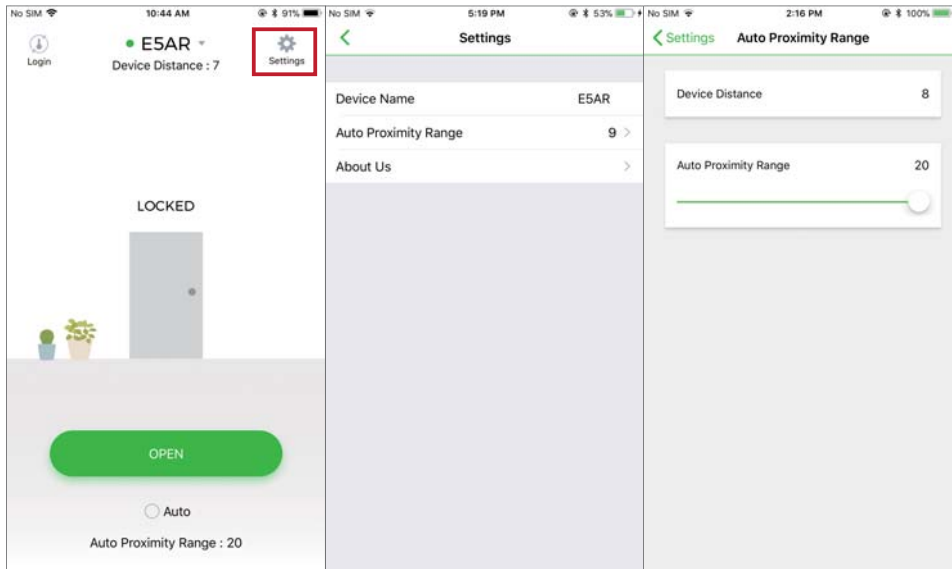 No SIM 10:44 AM 91%
Login
E5AR
Device Distance : 7
Settings
LOCKED
OPEN
Auto
Auto Proximity Range : 20
No SIM 5:19 PM 53%
Settings
Device Name E5AR
Auto Proximity Range 9
About Us
No SIM 2:16 PM 100%
Settings Auto Proximity Range
Device Distance 8
Auto Proximity Range 20